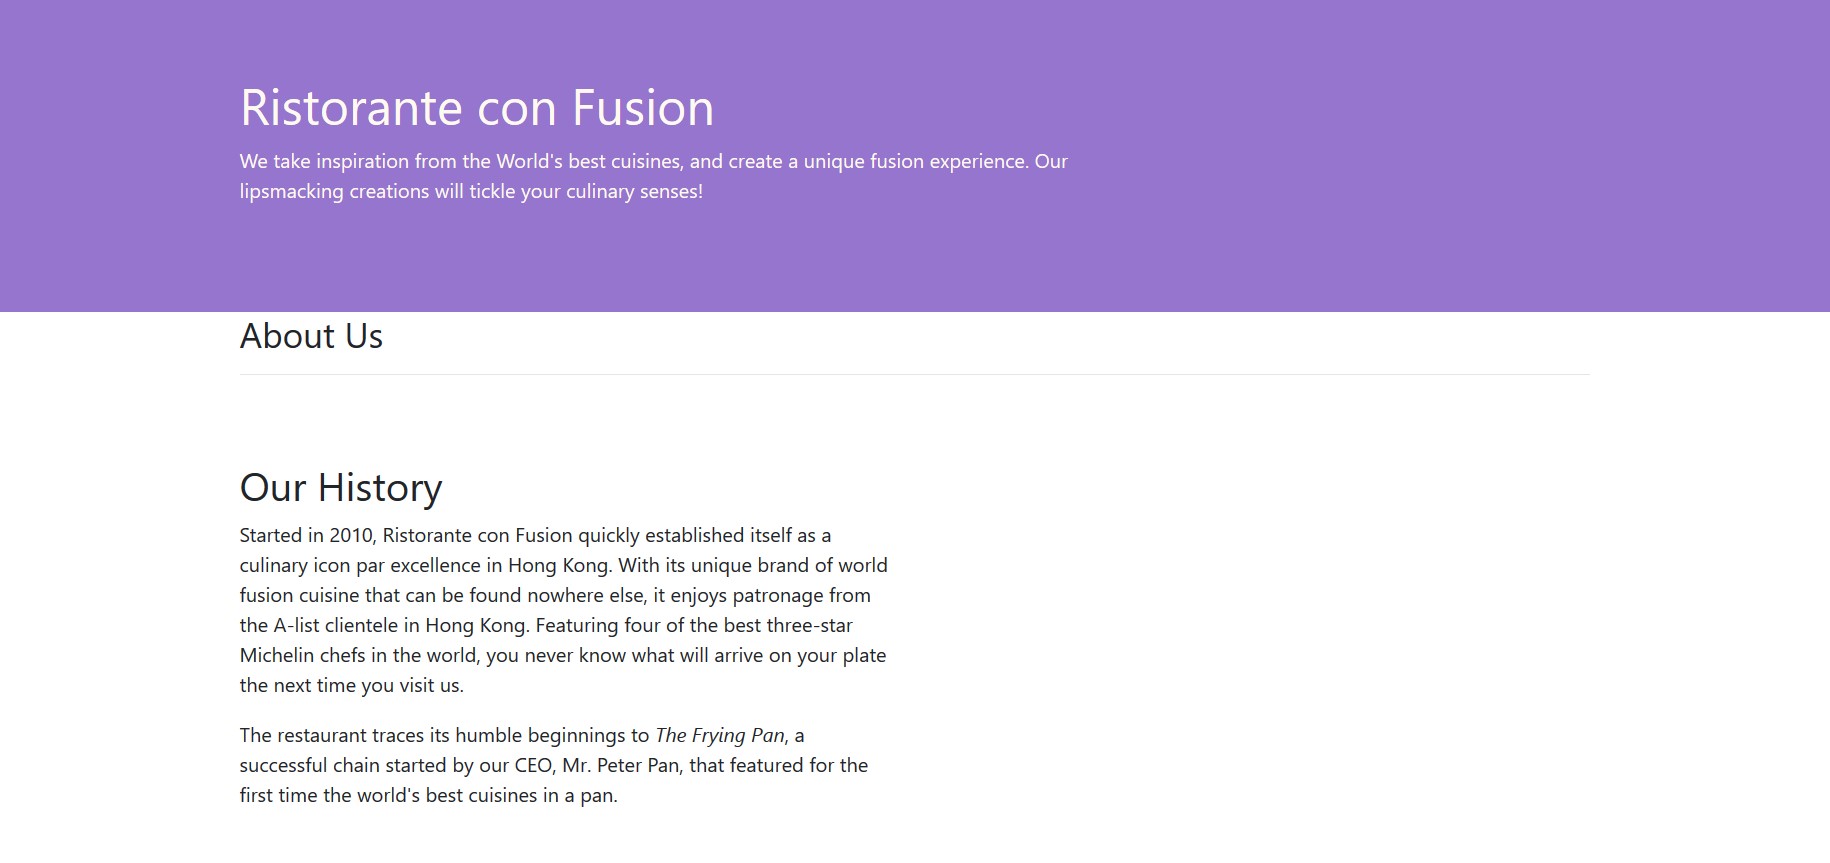 Ristorante con Fusion
We take inspiration from the World's best cuisines, and create a unique fusion experience. Our
lipsmacking creations will tickle your culinary senses!
About Us
Our History
Started in 2010, Ristorante con Fusion quickly established itself as a
culinary icon par excellence in Hong Kong. With its unique brand of world
fusion cuisine that can be found nowhere else, it enjoys patronage from
the A-list clientele in Hong Kong. Featuring four of the best three-star
Michelin chefs in the world, you never know what will arrive on your plate
the next time you visit us.
The restaurant traces its humble beginnings to The Frying Pan, a
successful chain started by our CEO, Mr. Peter Pan, that featured for the
first time the world's best cuisines in a pan.